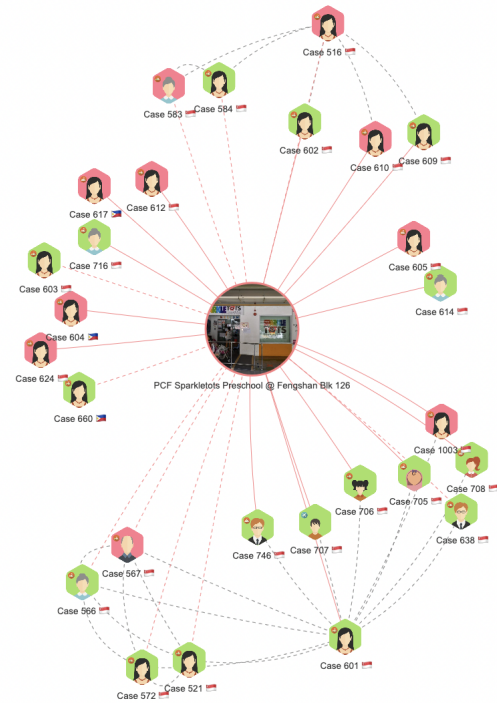 Case 516
Case 583
Case 584
Case 602
Case 610
Case 609
Case 612
Case 617
Case 716
Case 605
Case 603
Case 614
Case 604
Case 624
PCF Sparkletots Preschool @ Fengshan Blk 126
Case 660
Case 1003
Case 708
Case 705
Case 706
Case 638
Case 746
Case 707
Case 567
Case 566
Case 601
Case 521
Case 572